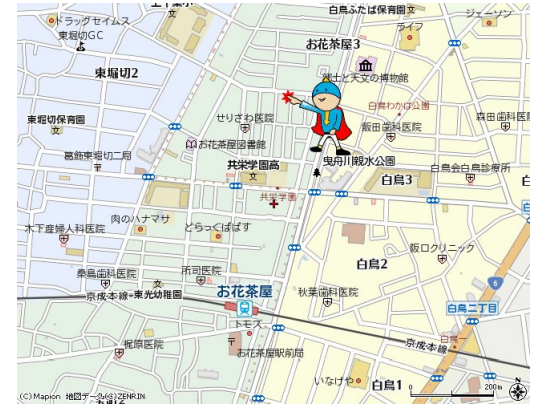 白鳥ふたば保育園
ドラッグセイムス
ジェーソン
東堀切GC
ライフ
お花茶屋3
東堀切2
郷土と天文の博物館
白鳥わかば公園
東堀切保育園
せりざわ医院
飯田歯科医院
森田歯科医院
お花茶屋図書館
葛飾東堀切二局
共栄学園高
曳舟川親水公園
白鳥会白鳥診療所
白鳥3
共栄学園
肉のハナマサ
木下産婦人科医院
どらっぐぱぱす
阪口クリニック
白鳥2
所司医院
桑島歯科医院
6
お花茶屋
秋葉歯科医院
京成本線
東光幼稚園
白鳥二丁目
トモズ
白鳥一
梶原医院
お花茶屋駅前局
京成本線
いなげや
白鳥1
0
200m
(C) Mapion 地図データ(C)ZENRIN